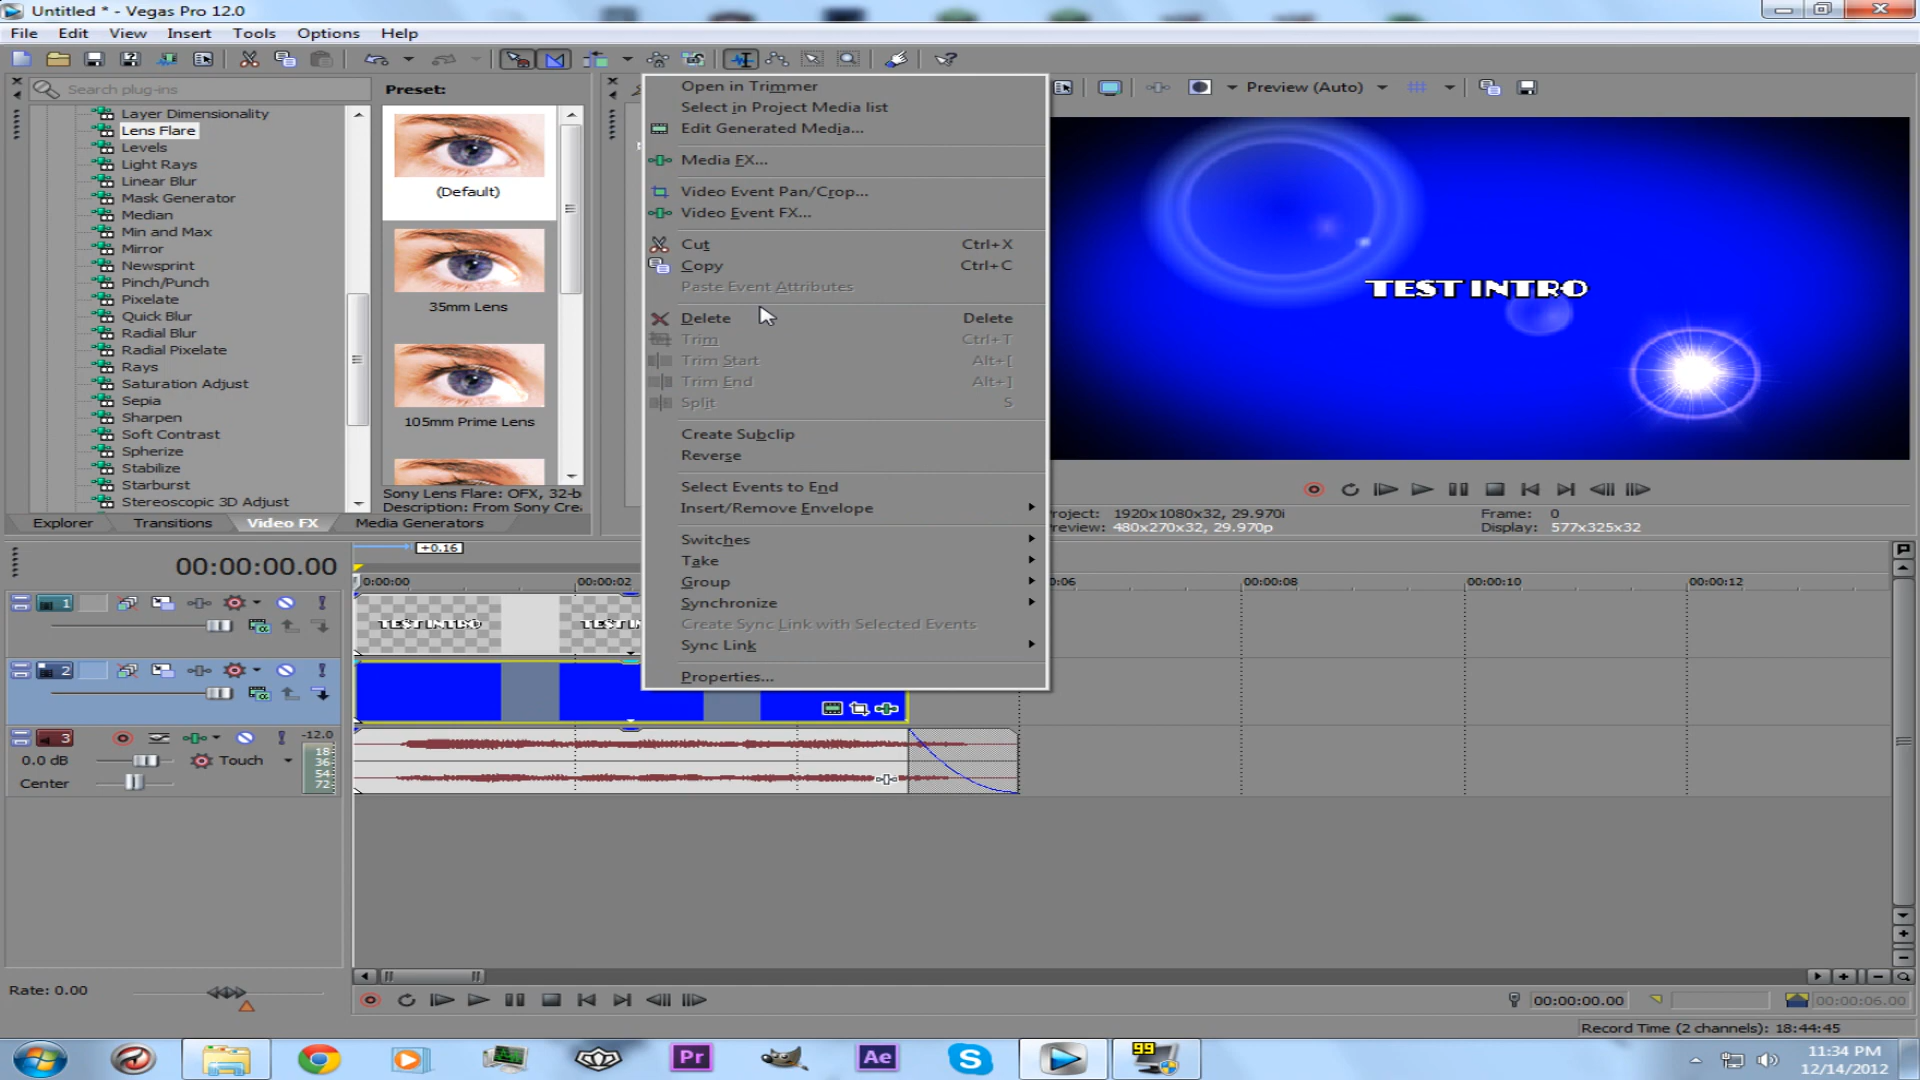 Untitled * - Vegas Pro 12.0
File Edit View Insert Tools Options Help
Search plug-ins
Layer Dimensionality
Lens Flare
Levels
Light Rays
Linear Blur
Mask Generator
Median
Min and Max
Mirror
Newsprint
Pinch/Punch
Pixelate
Quick Blur
Radial Blur
Radial Pixelate
Rays
Saturation Adjust
Sepia
Sharpen
Soft Contrast
Spherize
Stabilize
Starburst
Stereoscopic 3D Adjust
Preset:
(Default)
35mm Lens
105mm Prime Lens
Sony Lens Flare: OFX, 32-b
Description: From Sony Crea
Explorer Transitions Video FX Media Generators
Open in Trimmer
Select in Project Media list
Edit Generated Media...
Media FX...
Video Event Pan/Crop...
Video Event FX...
Cut Ctrl+X
Copy Ctrl+C
Paste Event Attributes
Delete Delete
Trim Ctrl+T
Trim Start Alt+[
Trim End Alt+]
Split S
Create Subclip
Reverse
Select Events to End
Insert/Remove Envelope
Switches
Take
Group
Synchronize
Create Sync Link with Selected Events
Sync Link
Properties...
Preview (Auto)
TEST INTRO
roject: 1920x1080x32, 29.970i
review: 480x270x32, 29.970p
Frame: 0
Display: 577x325x32
00:00:00.00
+0.16
0:00:00 00:00:02 0:06 00:00:08 00:00:10 00:00:12
1
TEST INTRO TEST IN
2
3
-12.0
18
36
54
72
0.0 dB
Touch
Center
Rate: 0.00
00:00:00.00
00:00:06.00
Record Time (2 channels): 18:44:45
Pr
Ae
S
99
11:34 PM
12/14/2012